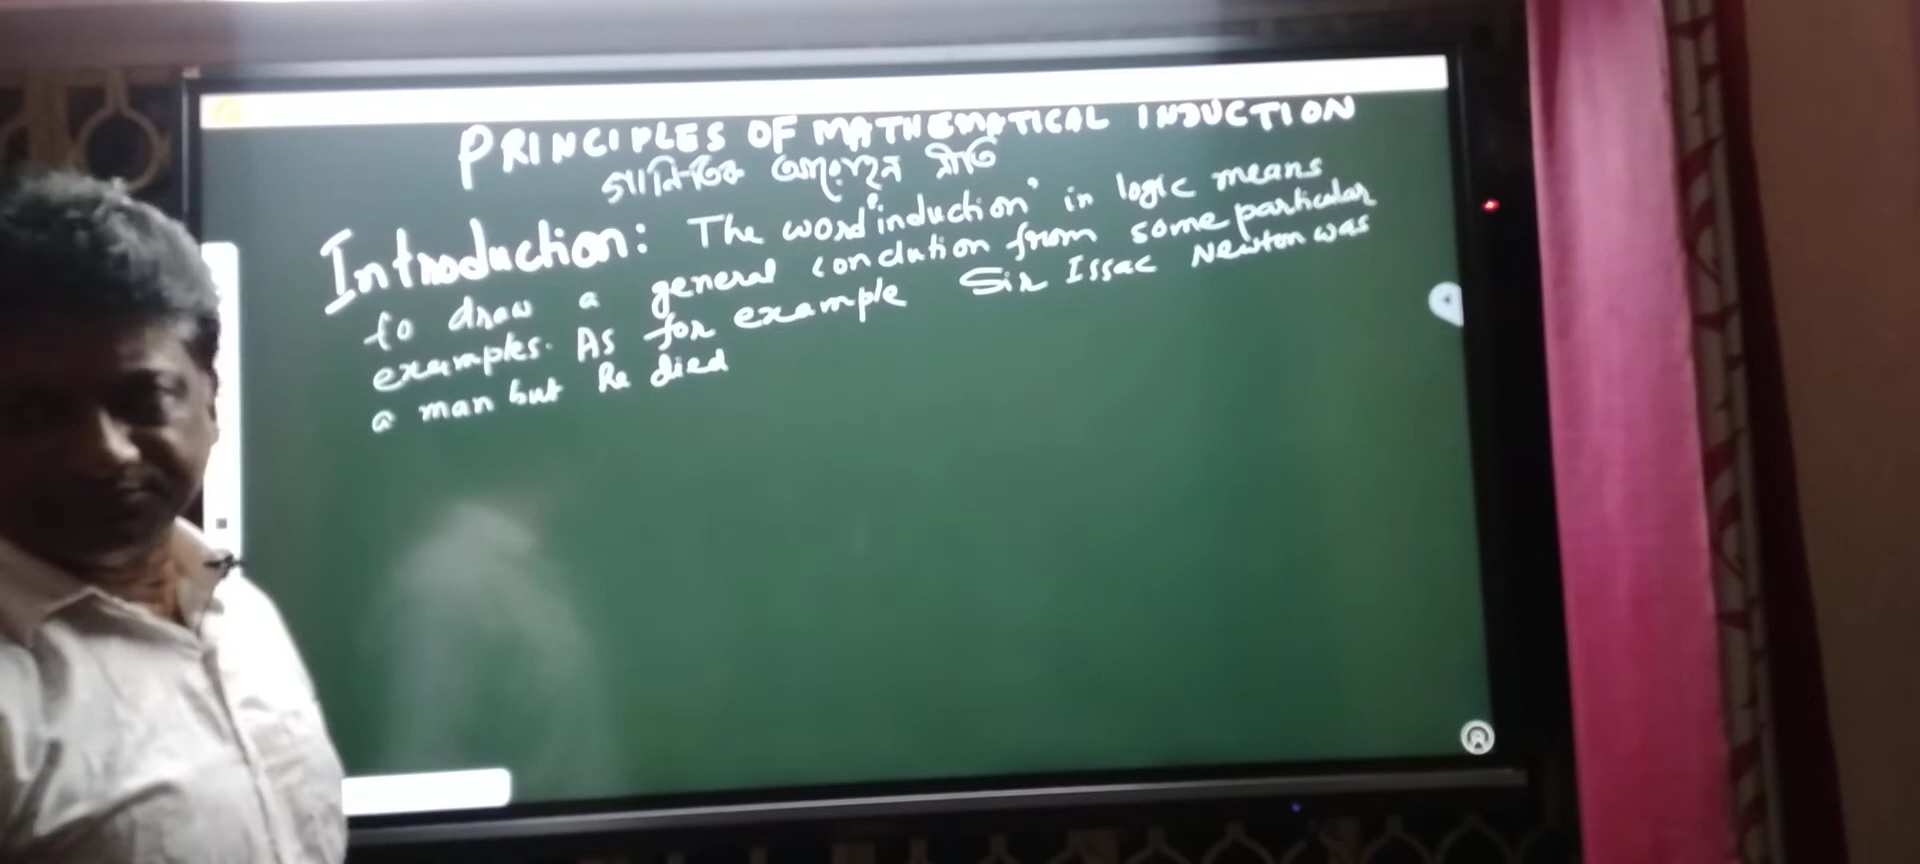 PRINCIPLES OF MATHEMATICAL INDUCTION
গাণিতিক আরোহন নীতি
Introduction: The word "induction" in logic means
to draw a general conclution from some particular
examples. As for example Sir Issac Newton was
a man but he died